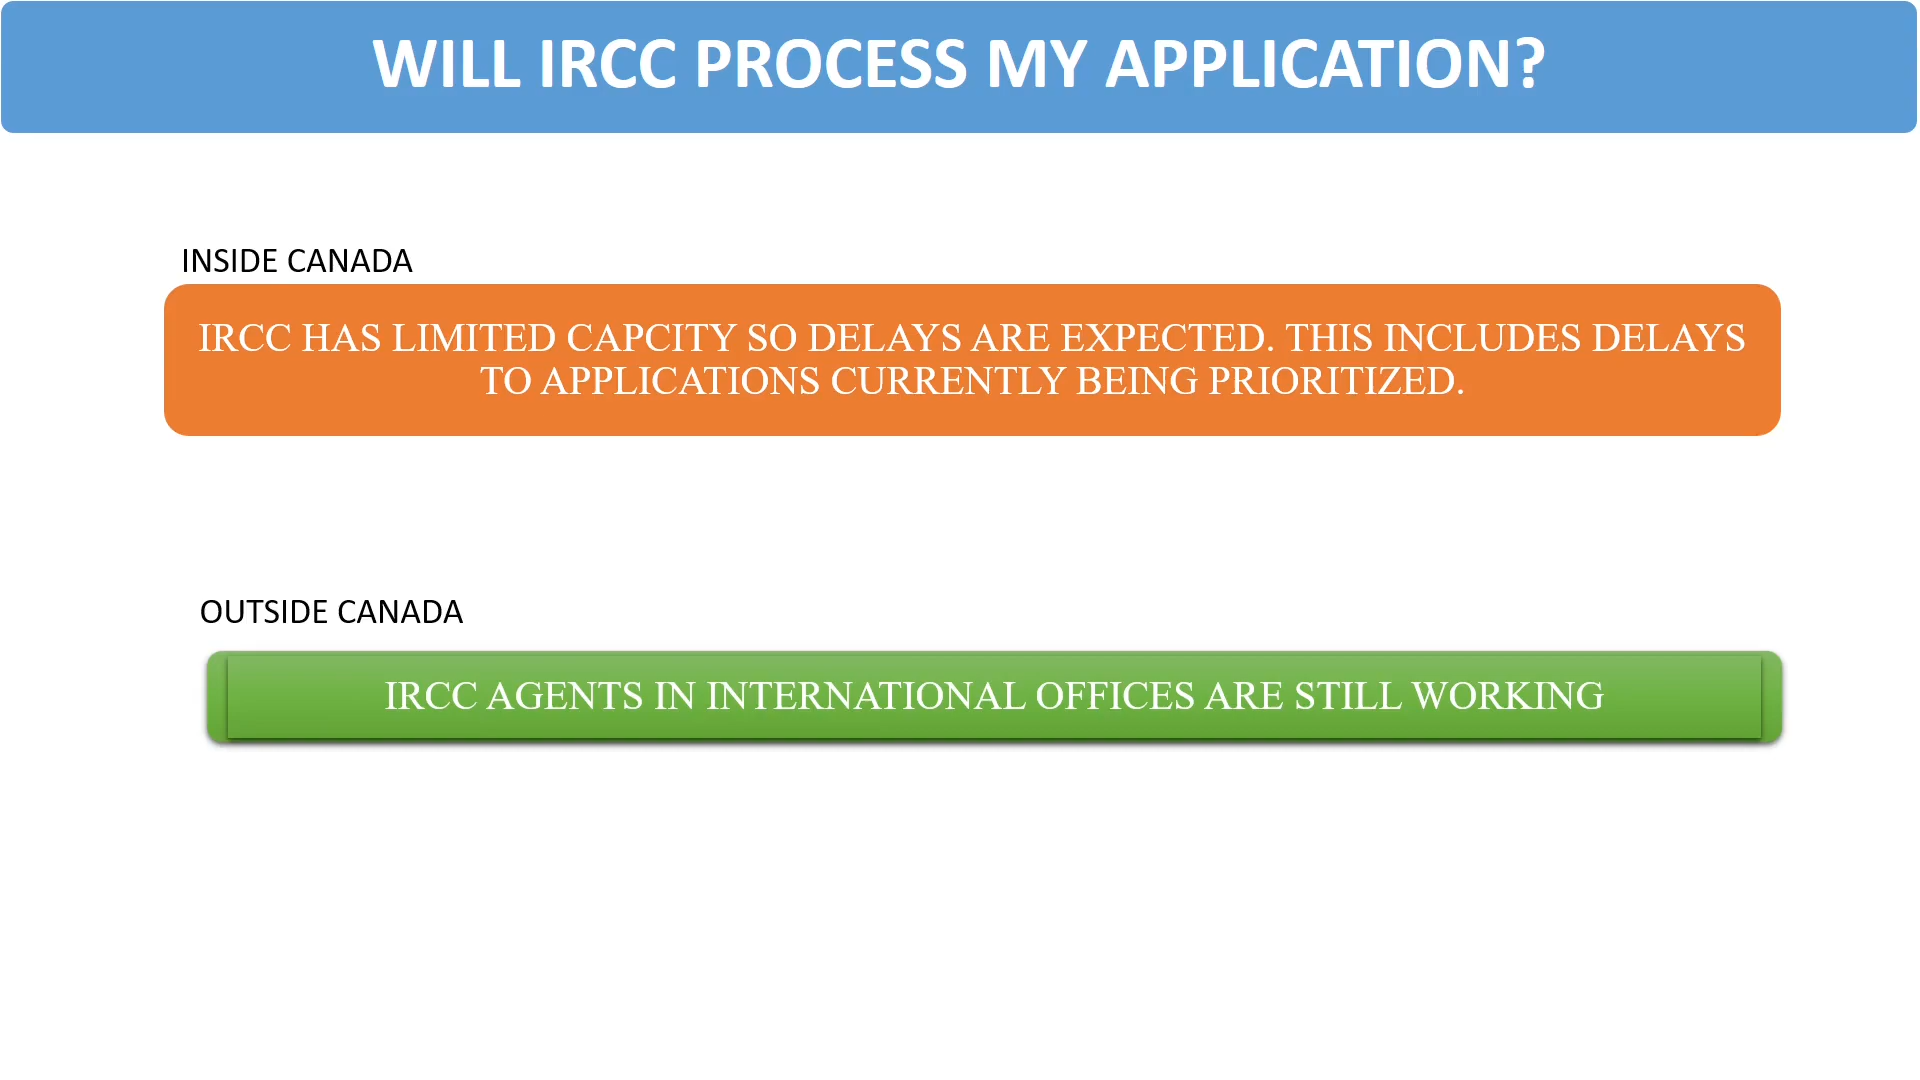 WILL IRCC PROCESS MY APPLICATION?
INSIDE CANADA
IRCC HAS LIMITED CAPCITY SO DELAYS ARE EXPECTED. THIS INCLUDES DELAYS
TO APPLICATIONS CURRENTLY BEING PRIORITIZED.
OUTSIDE CANADA
IRCC AGENTS IN INTERNATIONAL OFFICES ARE STILL WORKING